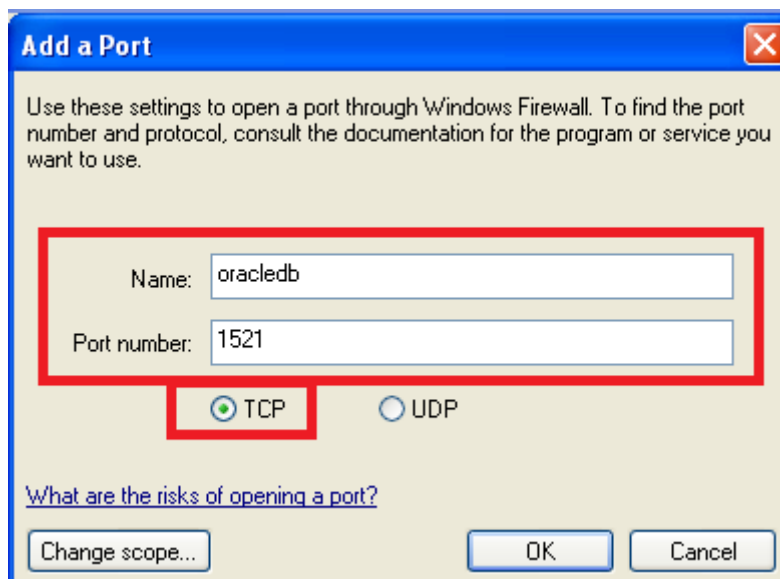 Add a Port
Use these settings to open a port through Windows Firewall. To find the port
number and protocol, consult the documentation for the program or service you
want to use.
Name: oracledb
Port number: 1521
TCP UDP
What are the risks of opening a port?
Change scope... OK Cancel